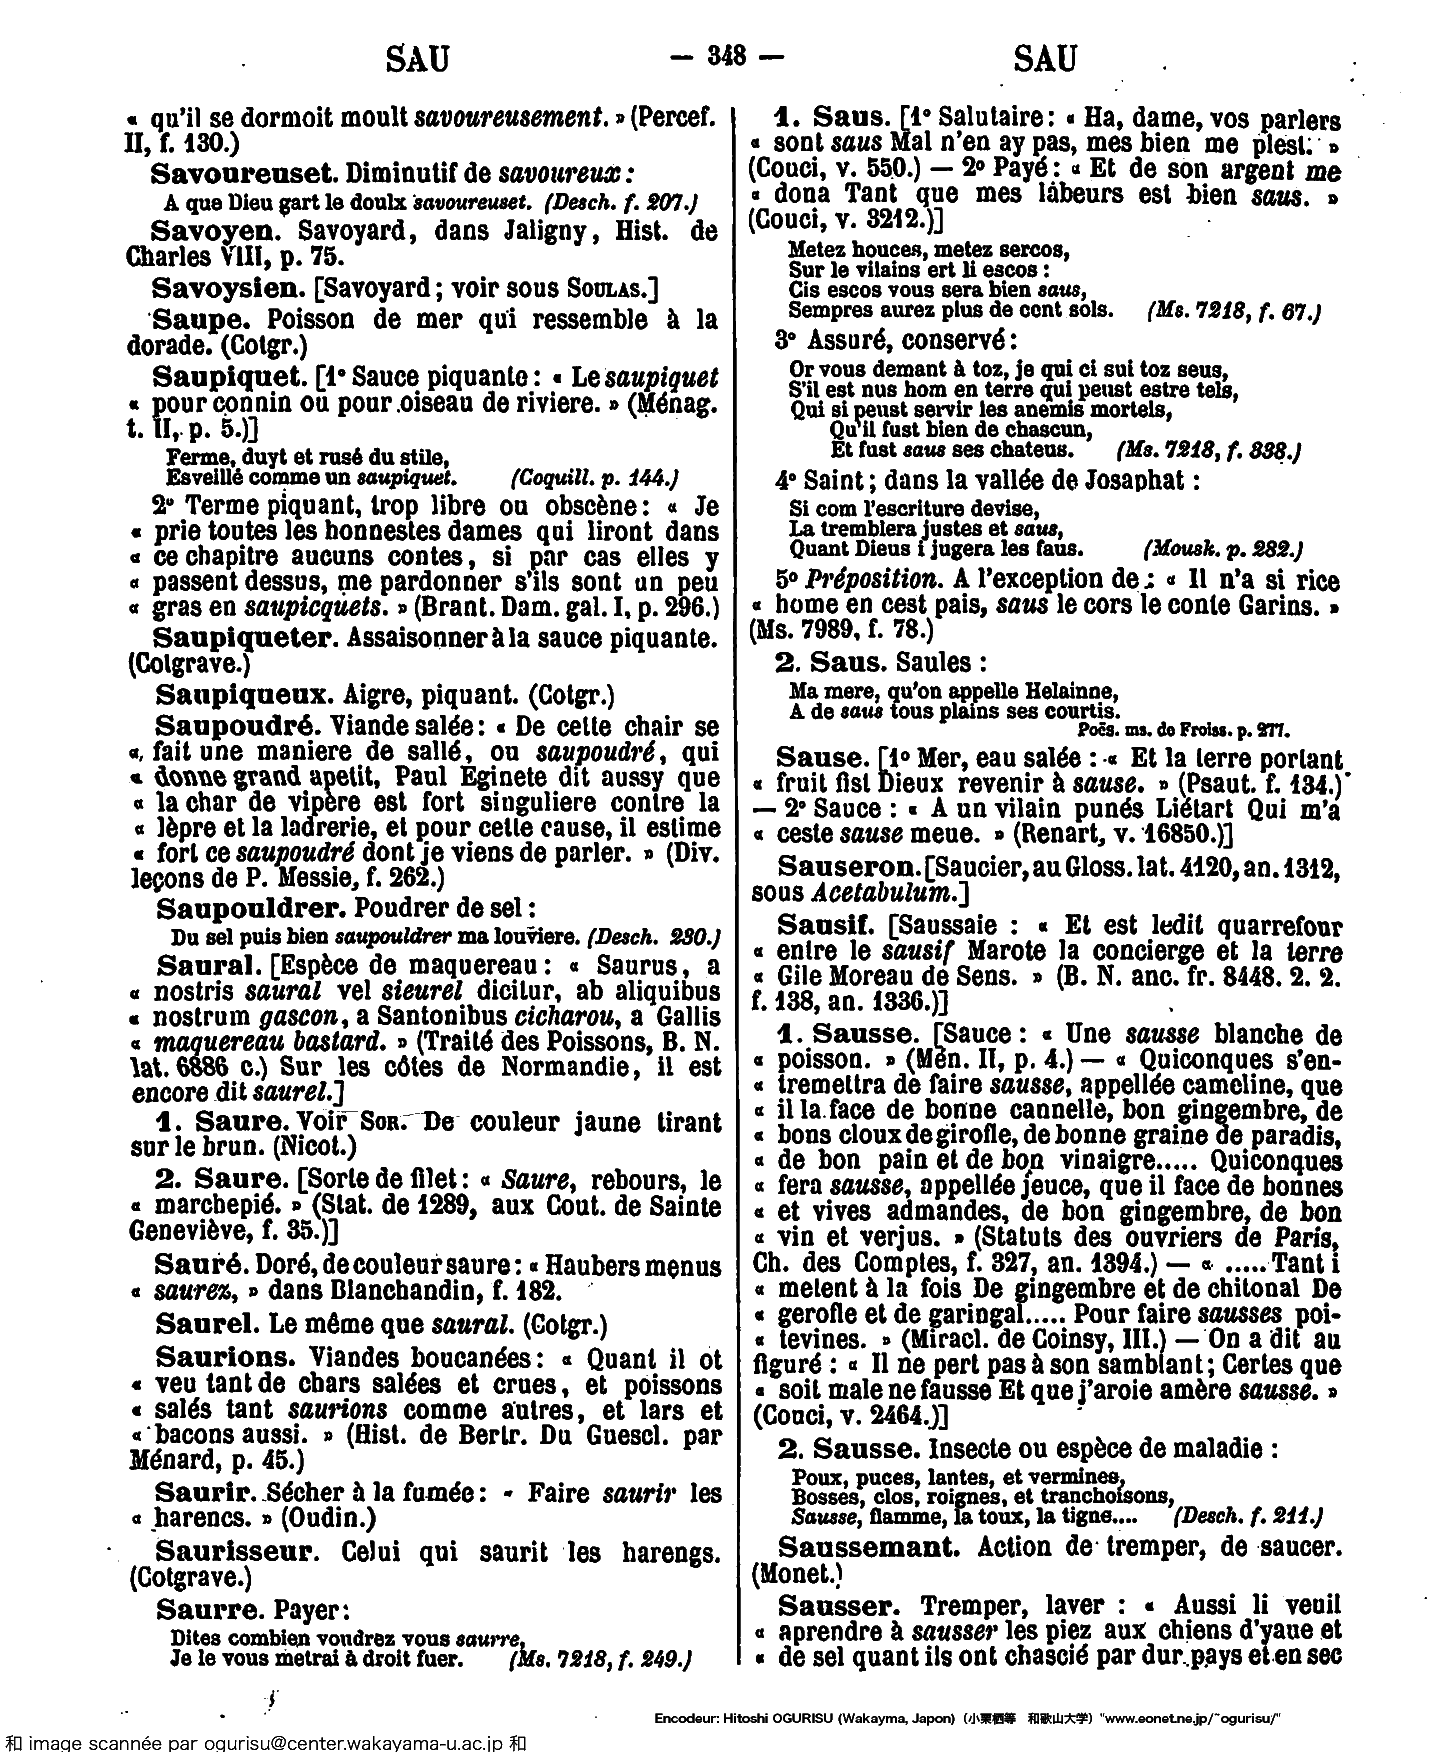 SAU — 348 — SAU
« qu'il se dormoit moult savoureusement. » (Percef.
II, f. 130.)
Savoureuset. Diminutif de savoureux :
A que Dieu gart le doulx savoureuset. (Desch. f. 207.)
Savoyen. Savoyard, dans Jaligny, Hist. de
Charles VIII, p. 75.
Savoysien. [Savoyard ; voir sous SOULAS.]
Saupe. Poisson de mer qui ressemble à la
dorade. (Cotgr.)
Saupiquet. [1° Sauce piquante : « Le saupiquet
« pour connin ou pour oiseau de riviere. » (Ménag.
t. II, p. 5.)]
Ferme, duyt et rusé du stile,
Esveillé comme un saupiquet. (Coquill. p. 144.)
2° Terme piquant, trop libre ou obscène : « Je
« prie toutes les honnestes dames qui liront dans
« ce chapitre aucuns contes, si par cas elles y
« passent dessus, me pardonner s'ils sont un peu
« gras en saupicquets. » (Brant. Dam. gal. I, p. 296.)
Saupiqueter. Assaisonner à la sauce piquante.
(Cotgrave.)
Saupiqueux. Aigre, piquant. (Cotgr.)
Saupoudré. Viande salée : « De cette chair se
« fait une maniere de sallé, ou saupoudré, qui
« donne grand apetit, Paul Eginete dit aussy que
« la char de vipère est fort singuliere contre la
« lèpre et la ladrerie, et pour cette cause, il estime
« fort ce saupoudré dont je viens de parler. » (Div.
leçons de P. Messie, f. 262.)
Saupouldrer. Poudrer de sel :
Du sel puis bien saupouldrer ma louviere. (Desch. 230.)
Saural. [Espèce de maquereau : « Saurus, a
« nostris saural vel sieurel dicitur, ab aliquibus
« nostrum gascon, a Santonibus cicharou, a Gallis
« maquereau bastard. » (Traité des Poissons, B. N.
lat. 6886 c.) Sur les côtes de Normandie, il est
encore dit saurel.]
1. Saure. Voir SOR. De couleur jaune tirant
sur le brun. (Nicot.)
2. Saure. [Sorte de filet : « Saure, rebours, le
« marchepié. » (Stat. de 1289, aux Cout. de Sainte
Geneviève, f. 35.)]
Sauré. Doré, de couleur saure : « Haubers menus
« saurez, » dans Blanchandin, f. 182.
Saurel. Le même que saural. (Cotgr.)
Saurions. Viandes boucanées : « Quant il ot
« veu tant de chars salées et crues, et poissons
« salés tant saurions comme autres, et lars et
« bacons aussi. » (Hist. de Bertr. Du Guescl. par
Ménard, p. 45.)
Saurir. Sécher à la fumée : « Faire saurir les
« harencs. » (Oudin.)
Saurisseur. Celui qui saurit les harengs.
(Cotgrave.)
Saurre. Payer :
Dites combien voudrez vous saurre,
Je le vous metrai à droit fuer. (Ms. 7218, f. 249.)
1. Saus. [1° Salutaire : « Ha, dame, vos parlers
« sont saus Mal n'en ay pas, mes bien me plest. »
(Couci, v. 550.) — 2° Payé : « Et de son argent me
« dona Tant que mes labeurs est bien saus. »
(Couci, v. 3212.)]
Metez houces, metez sercos,
Sur le vilains ert li escos :
Cis escos vous sera bien saus,
Sempres aurez plus de cent sols. (Ms. 7218, f. 67.)
3° Assuré, conservé :
Or vous demant à toz, je qui ci sui toz seus,
S'il est nus hom en terre qui peust estre tels,
Qui si peust servir les anemis mortels,
Qu'il fust bien de chascun,
Et fust saus ses chateus. (Ms. 7218, f. 338.)
4° Saint ; dans la vallée de Josaphat :
Si com l'escriture devise,
La tremblera justes et saus,
Quant Dieus i jugera les faus. (Mousk. p. 282.)
5° Préposition. A l'exception de : « Il n'a si rice
« home en cest pais, saus le cors le conte Garins. »
(Ms. 7989, f. 78.)
2. Saus. Saules :
Ma mere, qu'on appelle Helainne,
A de saus tous plains ses courtis.
Poës. ms. de Froiss. p. 277.
Sause. [1° Mer, eau salée : « Et la terre portant
« fruit fist Dieux revenir à sause. » (Psaut. f. 134.)
— 2° Sauce : « A un vilain punés Liétart Qui m'a
« ceste sause meue. » (Renart, v. 16850.)]
Sauseron. [Saucier, au Gloss. lat. 4120, an. 1312,
sous Acetabulum.]
Sausif. [Saussaie : « Et est ledit quarrefour
« entre le sausif Marote la concierge et la terre
« Gile Moreau de Sens. » (B. N. anc. fr. 8448. 2. 2.
f. 138, an. 1336.)]
1. Sausse. [Sauce : « Une sausse blanche de
« poisson. » (Mén. II, p. 4.) — « Quiconques s'en-
« tremettra de faire sausse, appellée cameline, que
« il la face de bonne cannelle, bon gingembre, de
« bons cloux de girofle, de bonne graine de paradis,
« de bon pain et de bon vinaigre..... Quiconques
« fera sausse, appellée jeuce, que il face de bonnes
« et vives admandes, de bon gingembre, de bon
« vin et verjus. » (Statuts des ouvriers de Paris,
Ch. des Comptes, f. 327, an. 1394.) — « ..... Tant i
« metent à la fois De gingembre et de chitonal De
« gerofle et de garingal..... Pour faire sausses poi-
« tevines. » (Miracl. de Coinsy, III.) — On a dit au
figuré : « Il ne pert pas à son samblant ; Certes que
« soit male ne fausse Et que j'aroie amère sausse. »
(Couci, v. 2464.)]
2. Sausse. Insecte ou espèce de maladie :
Poux, puces, lantes, et vermines,
Bosses, clos, roignes, et tranchoisons,
Sausse, flamme, la toux, la tigne.... (Desch. f. 211.)
Saussemant. Action de tremper, de saucer.
(Monet.)
Sausser. Tremper, laver : « Aussi li veuil
« aprendre à sausser les piez aux chiens d'yaue et
« de sel quant ils ont chascié par dur pays et en sec
Encodeur: Hitoshi OGURISU (Wakayma, Japon) (小栗栖等 和歌山大学) "www.eonet.ne.jp/~ogurisu/"
和 image scannée par ogurisu@center.wakayama-u.ac.jp 和